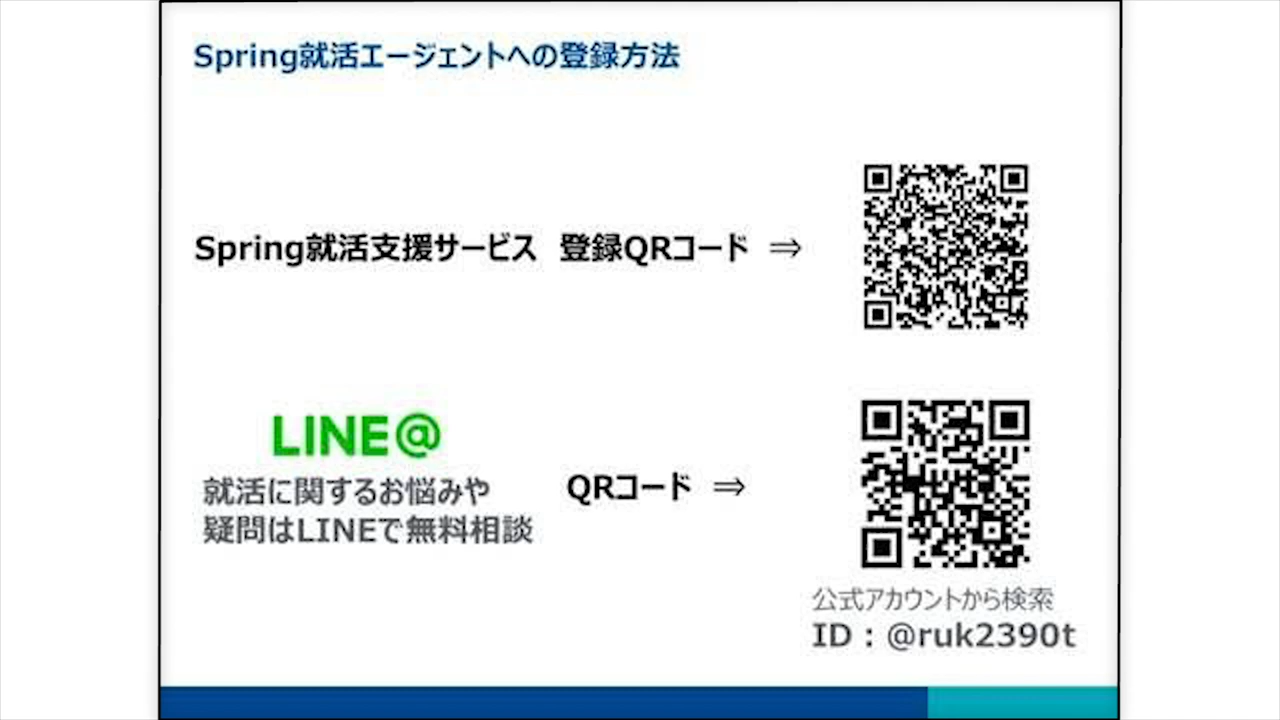 Spring就活エージェントへの登録方法
Spring就活支援サービス 登録QRコード ⇒
LINE@
就活に関するお悩みや
疑問はLINEで無料相談
QRコード ⇒
公式アカウントから検索
ID：@ruk2390t